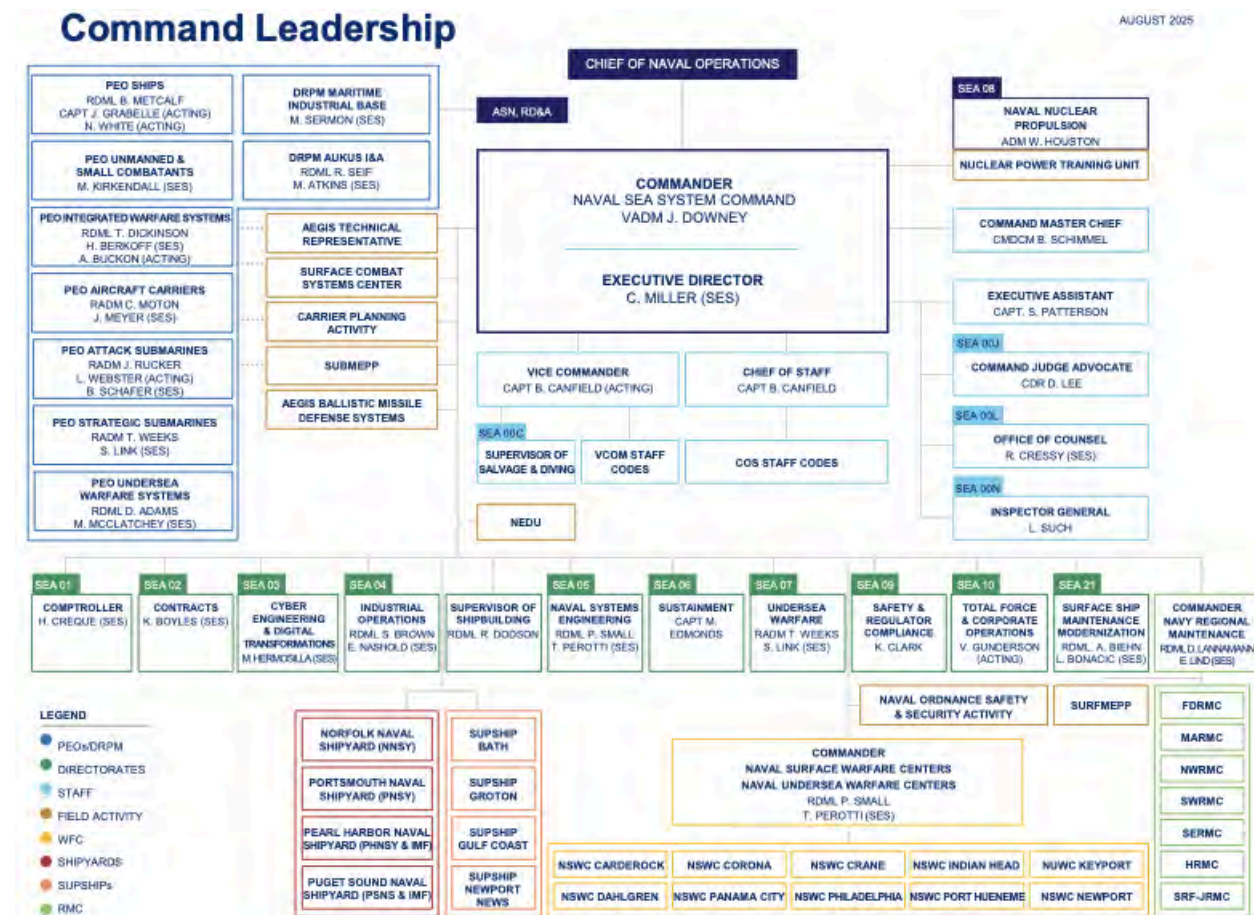 Command Leadership
AUGUST 2025
CHIEF OF NAVAL OPERATIONS
PEO SHIPS
RDML B. METCALF
CAPT J. GRABELLE (ACTING)
N. WHITE (ACTING)
DRPM MARITIME
INDUSTRIAL BASE
M. SERMON (SES)
ASN, RD&A
SEA 08
NAVAL NUCLEAR
PROPULSION
ADM W. HOUSTON
NUCLEAR POWER TRAINING UNIT
PEO UNMANNED &
SMALL COMBATANTS
M. KIRKENDALL (SES)
DRPM AUKUS I&A
RDML R. SEIF
M. ATKINS (SES)
COMMANDER
NAVAL SEA SYSTEM COMMAND
VADM J. DOWNEY
EXECUTIVE DIRECTOR
C. MILLER (SES)
COMMAND MASTER CHIEF
CMDCM B. SCHIMMEL
PEO INTEGRATED WARFARE SYSTEMS
RDML T. DICKINSON
H. BERKOFF (SES)
A. BUCKON (ACTING)
AEGIS TECHNICAL
REPRESENTATIVE
SURFACE COMBAT
SYSTEMS CENTER
PEO AIRCRAFT CARRIERS
RADM C. MOTON
J. MEYER (SES)
CARRIER PLANNING
ACTIVITY
EXECUTIVE ASSISTANT
CAPT. S. PATTERSON
PEO ATTACK SUBMARINES
RADM J. RUCKER
L. WEBSTER (ACTING)
B. SCHAFER (SES)
SUBMEPP
VICE COMMANDER
CAPT B. CANFIELD (ACTING)
CHIEF OF STAFF
CAPT B. CANFIELD
SEA 00J
COMMAND JUDGE ADVOCATE
CDR D. LEE
AEGIS BALLISTIC MISSILE
DEFENSE SYSTEMS
PEO STRATEGIC SUBMARINES
RADM T. WEEKS
S. LINK (SES)
SEA 00C
SUPERVISOR OF
SALVAGE & DIVING
VCOM STAFF
CODES
COS STAFF CODES
SEA 00L
OFFICE OF COUNSEL
R. CRESSY (SES)
PEO UNDERSEA
WARFARE SYSTEMS
RDML D. ADAMS
M. MCCLATCHEY (SES)
NEDU
SEA 00N
INSPECTOR GENERAL
L. SUCH
SEA 01
COMPTROLLER
H. CREQUE (SES)
SEA 02
CONTRACTS
K. BOYLES (SES)
SEA 03
CYBER
ENGINEERING
& DIGITAL
TRANSFORMATIONS
M. HERMOSILLA (SES)
SEA 04
INDUSTRIAL
OPERATIONS
RDML S. BROWN
E. NASHOLD (SES)
SUPERVISOR OF
SHIPBUILDING
RDML R. DODSON
SEA 05
NAVAL SYSTEMS
ENGINEERING
RDML P. SMALL
T. PEROTTI (SES)
SEA 06
SUSTAINMENT
CAPT M.
EDMONDS
SEA 07
UNDERSEA
WARFARE
RADM T. WEEKS
S. LINK (SES)
SEA 09
SAFETY &
REGULATOR
COMPLIANCE
K. CLARK
SEA 10
TOTAL FORCE
& CORPORATE
OPERATIONS
V. GUNDERSON
(ACTING)
SEA 21
SURFACE SHIP
MAINTENANCE
MODERNIZATION
RDML. A. BIEHN
L. BONACIC (SES)
COMMANDER
NAVY REGIONAL
MAINTENANCE
RDML D. LANNAMANN
E. LIND (SES)
NAVAL ORDNANCE SAFETY
& SECURITY ACTIVITY
SURFMEPP
LEGEND
PEOs/DRPM
DIRECTORATES
STAFF
FIELD ACTIVITY
WFC
SHIPYARDS
SUPSHIPs
RMC
NORFOLK NAVAL
SHIPYARD (NNSY)
PORTSMOUTH NAVAL
SHIPYARD (PNSY)
PEARL HARBOR NAVAL
SHIPYARD (PHNSY & IMF)
PUGET SOUND NAVAL
SHIPYARD (PSNS & IMF)
SUPSHIP
BATH
SUPSHIP
GROTON
SUPSHIP
GULF COAST
SUPSHIP
NEWPORT
NEWS
COMMANDER
NAVAL SURFACE WARFARE CENTERS
NAVAL UNDERSEA WARFARE CENTERS
RDML P. SMALL
T. PEROTTI (SES)
NSWC CARDEROCK
NSWC CORONA
NSWC CRANE
NSWC INDIAN HEAD
NUWC KEYPORT
NSWC DAHLGREN
NSWC PANAMA CITY
NSWC PHILADELPHIA
NSWC PORT HUENEME
NSWC NEWPORT
FDRMC
MARMC
NWRMC
SWRMC
SERMC
HRMC
SRF-JRMC